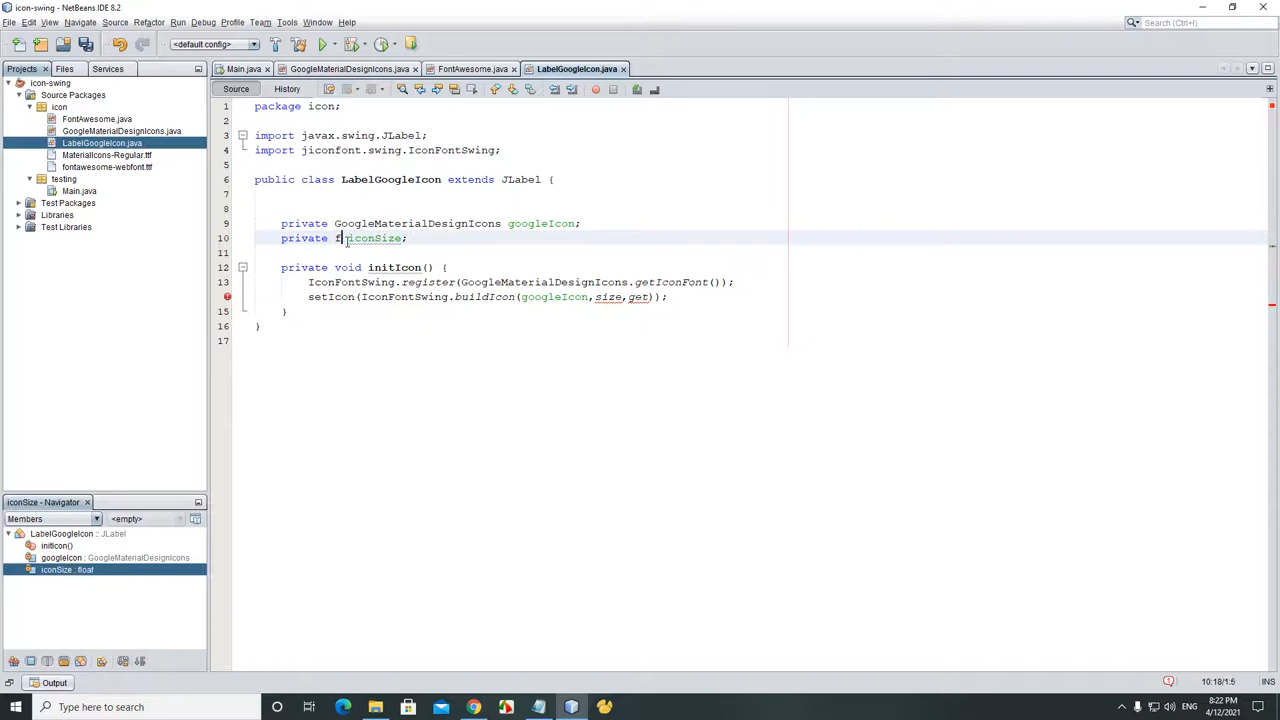 icon-swing - NetBeans IDE 8.2
File Edit View Navigate Source Refactor Run Debug Profile Team Tools Window Help
Search (Ctrl+I)
<default config>
Projects Files Services
Main.java GoogleMaterialDesignIcons.java FontAwesome.java LabelGoogleIcon.java
Source History
icon-swing
Source Packages
icon
FontAwesome.java
GoogleMaterialDesignIcons.java
LabelGoogleIcon.java
MaterialIcons-Regular.ttf
fontawesome-webfont.ttf
testing
Main.java
Test Packages
Libraries
Test Libraries
1 package icon;
2
3 import javax.swing.JLabel;
4 import jiconfont.swing.IconFontSwing;
5
6 public class LabelGoogleIcon extends JLabel {
7
8
9 private GoogleMaterialDesignIcons googleIcon;
10 private f iconSize;
11
12 private void initIcon() {
13 IconFontSwing.register(GoogleMaterialDesignIcons.getIconFont());
setIcon(IconFontSwing.buildIcon(googleIcon,size,get));
15 }
16 }
17
iconSize - Navigator
Members <empty>
LabelGoogleIcon :: JLabel
initIcon()
googleIcon : GoogleMaterialDesignIcons
iconSize : float
Output
10:18/1:5 INS
Type here to search
ENG
8:22 PM
4/12/2021